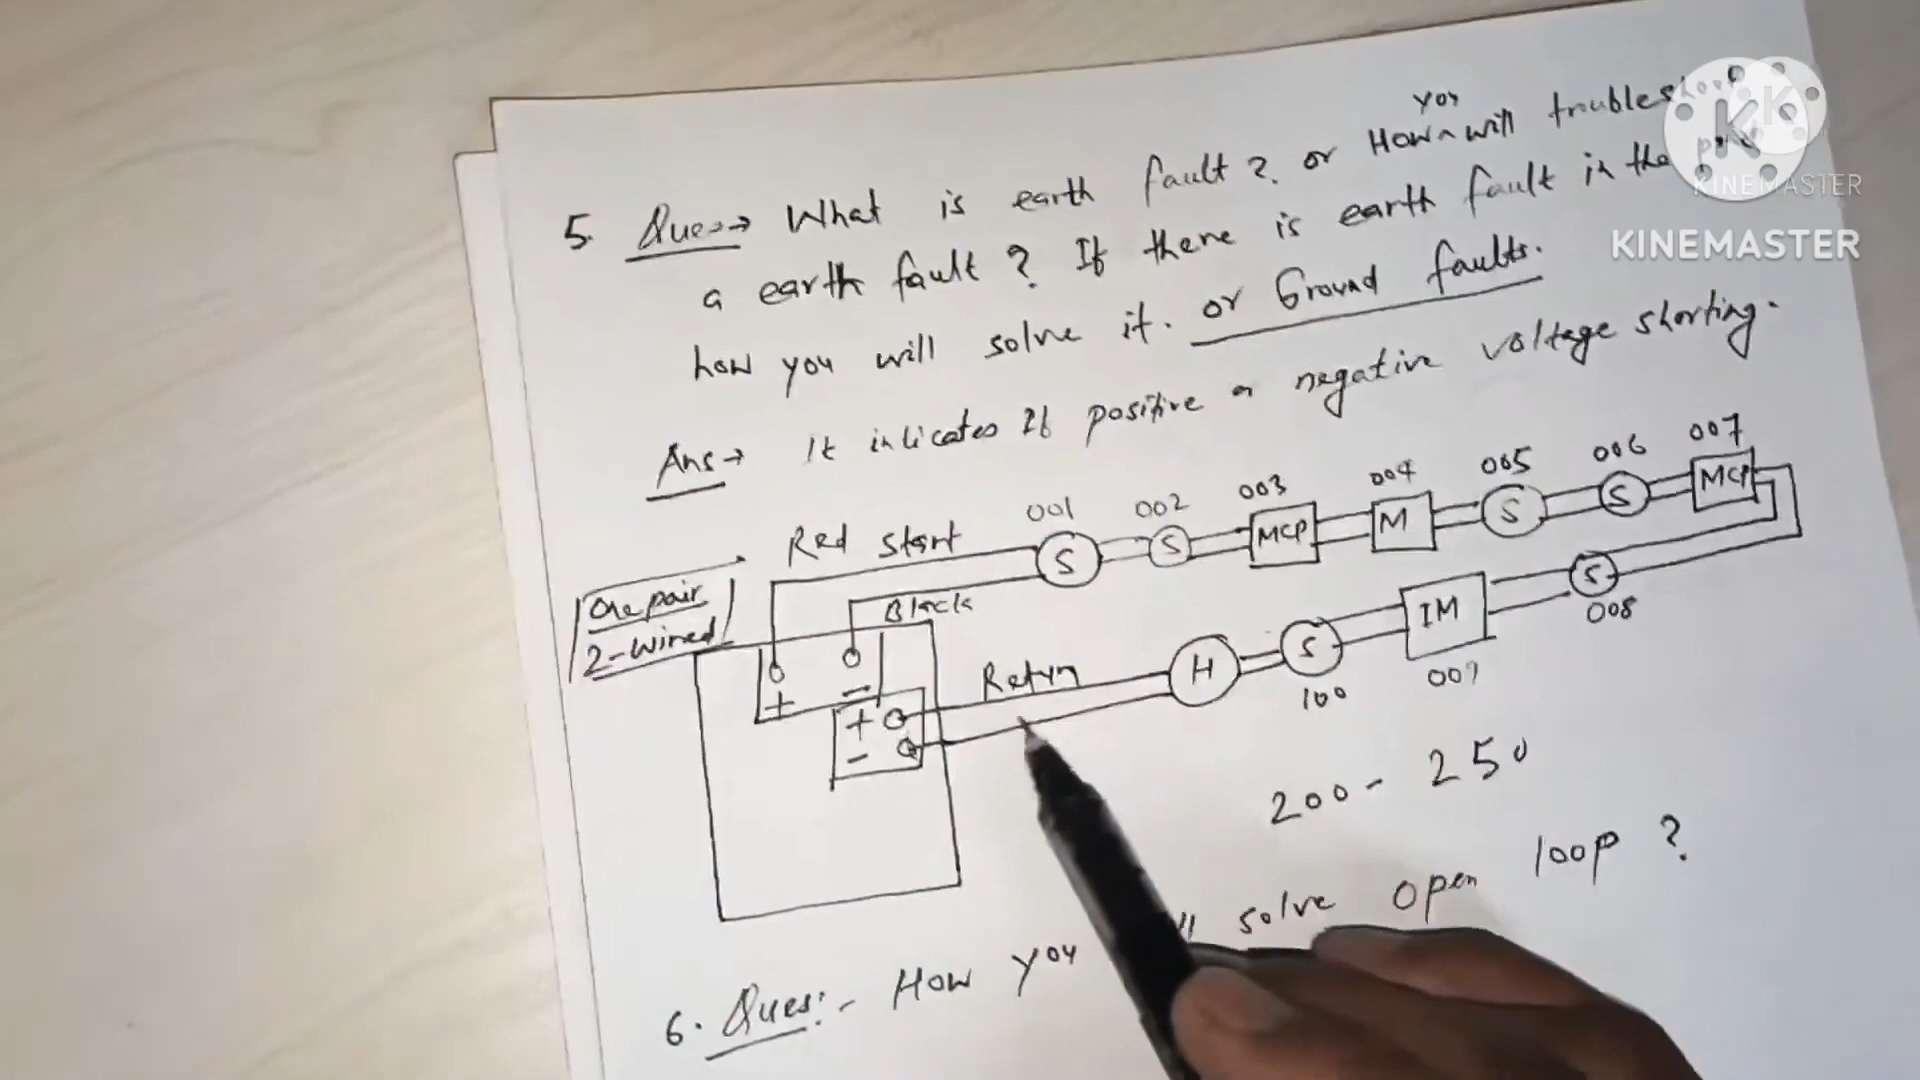 5. Ques→ What is earth fault? or How you will troubleshoot
a earth fault? If there is earth fault in the
how you will solve it. or Ground faults.
Ans→ It indicates If positive or negative voltage shorting.
001 002 003 004 005 006 007
Red start S S MCP M S S MCP
One pair
2-wired
Black
+ −
Return H S IM S
100 009 008
+
−
200 - 250
6. Ques:- How you solve open loop?
KINEMASTER
KINEMASTER